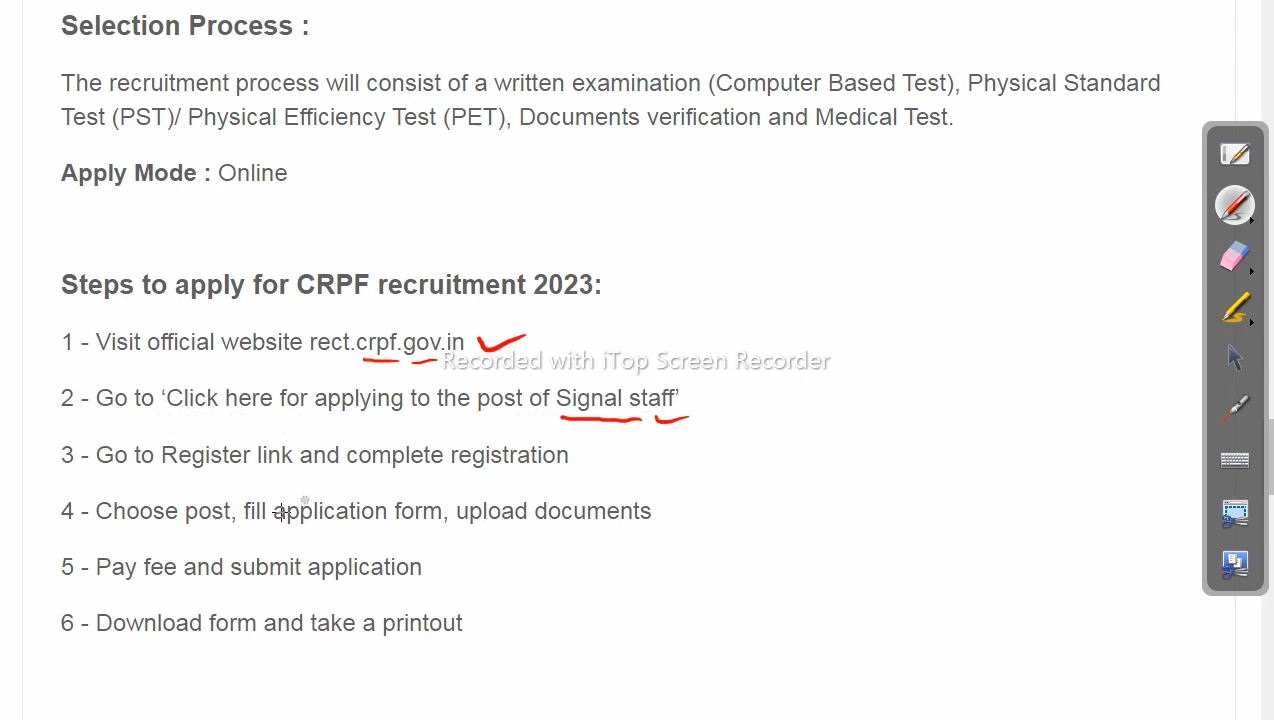 Selection Process :
The recruitment process will consist of a written examination (Computer Based Test), Physical Standard
Test (PST)/ Physical Efficiency Test (PET), Documents verification and Medical Test.
Apply Mode : Online
Steps to apply for CRPF recruitment 2023:
1 - Visit official website rect.crpf.gov.in
Recorded with iTop Screen Recorder
2 - Go to ‘Click here for applying to the post of Signal staff’
3 - Go to Register link and complete registration
4 - Choose post, fill application form, upload documents
5 - Pay fee and submit application
6 - Download form and take a printout